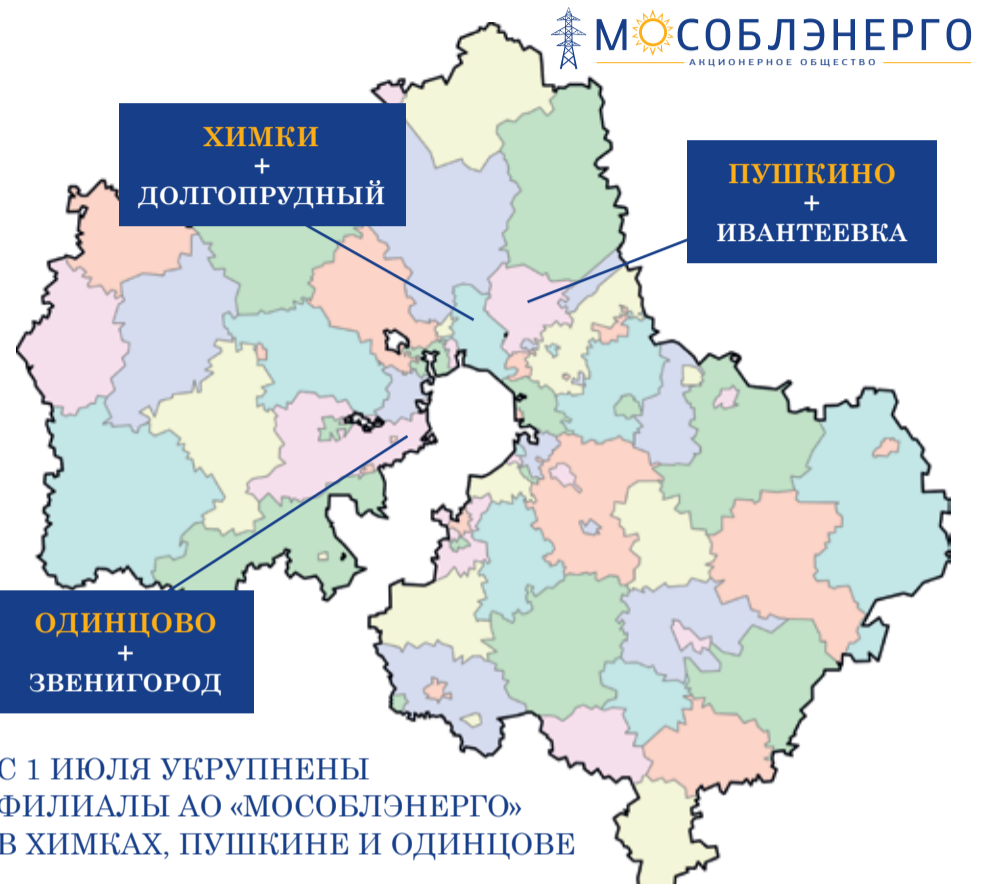 МОСОБЛЭНЕРГО
АКЦИОНЕРНОЕ ОБЩЕСТВО
ХИМКИ
+
ДОЛГОПРУДНЫЙ
ПУШКИНО
+
ИВАНТЕЕВКА
ОДИНЦОВО
+
ЗВЕНИГОРОД
С 1 ИЮЛЯ УКРУПНЕНЫ
ФИЛИАЛЫ АО «МОСОБЛЭНЕРГО»
В ХИМКАХ, ПУШКИНЕ И ОДИНЦОВЕ